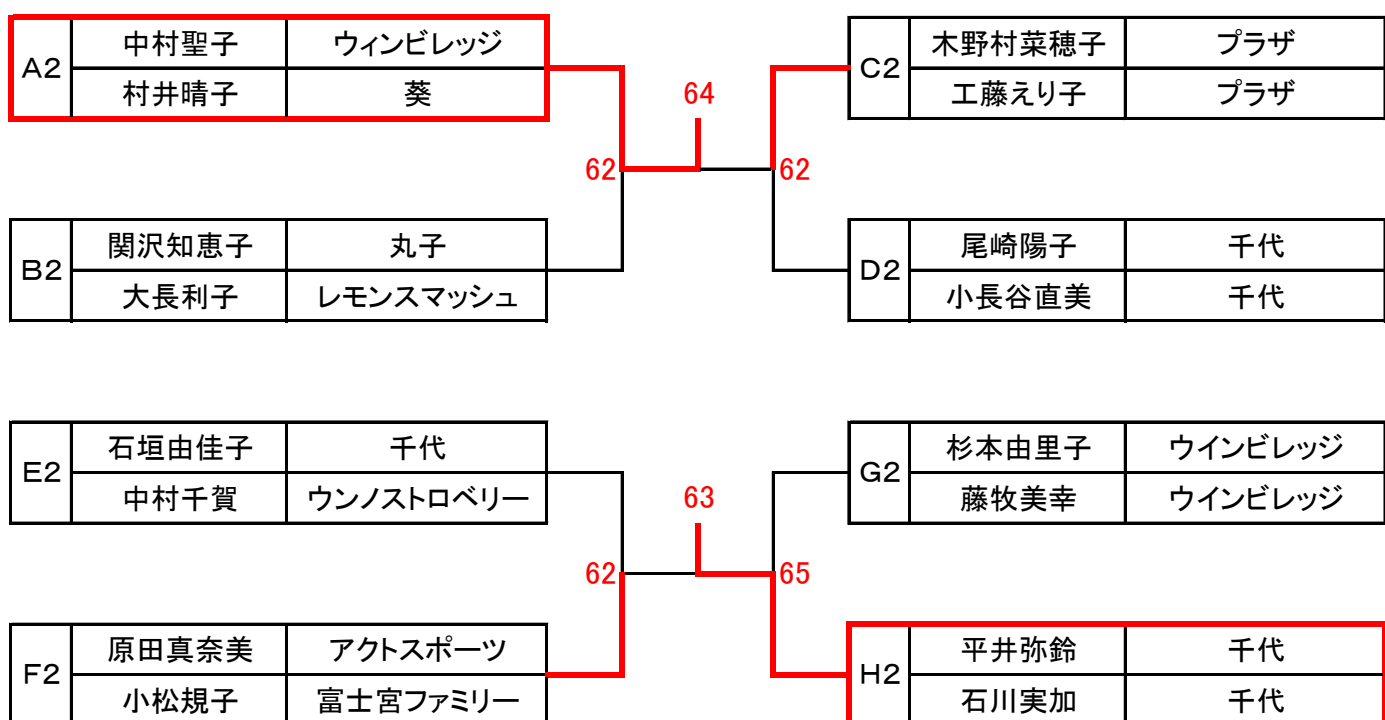 A2 中村聖子 ウィンビレッジ
村井晴子 葵
C2 木野村菜穂子 プラザ
工藤えり子 プラザ
64
62
62
B2 関沢知恵子 丸子
大長利子 レモンスマッシュ
D2 尾崎陽子 千代
小長谷直美 千代
E2 石垣由佳子 千代
中村千賀 ウンノストロベリー
G2 杉本由里子 ウインビレッジ
藤牧美幸 ウインビレッジ
63
62
65
F2 原田真奈美 アクトスポーツ
小松規子 富士宮ファミリー
H2 平井弥鈴 千代
石川実加 千代